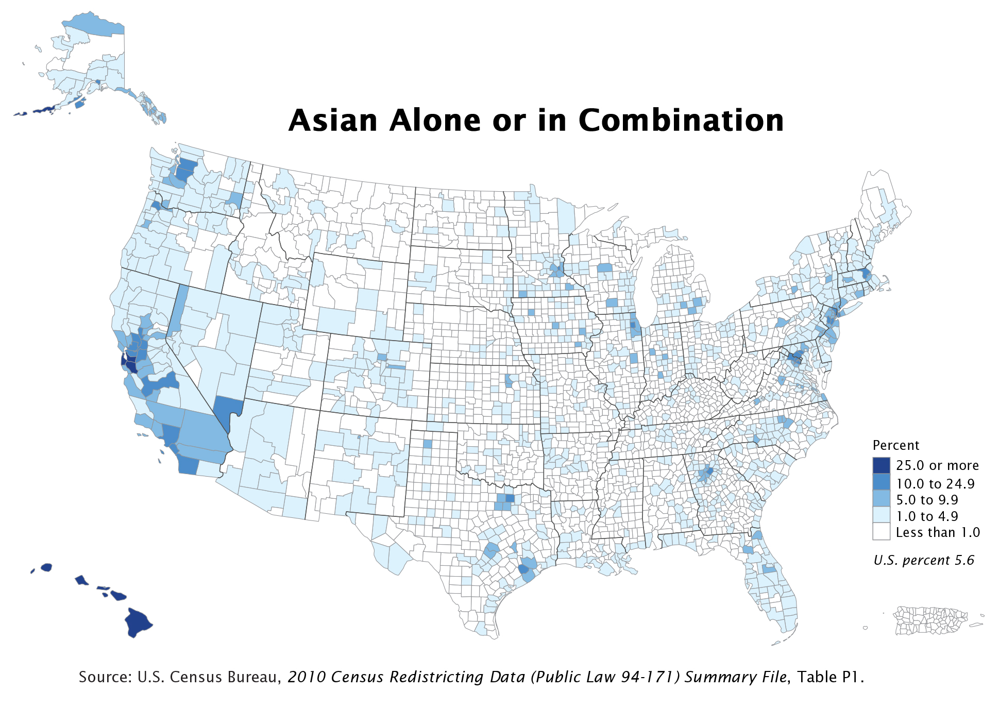 Asian Alone or in Combination
Percent
25.0 or more
10.0 to 24.9
5.0 to 9.9
1.0 to 4.9
Less than 1.0
U.S. percent 5.6
Source: U.S. Census Bureau, 2010 Census Redistricting Data (Public Law 94-171) Summary File, Table P1.